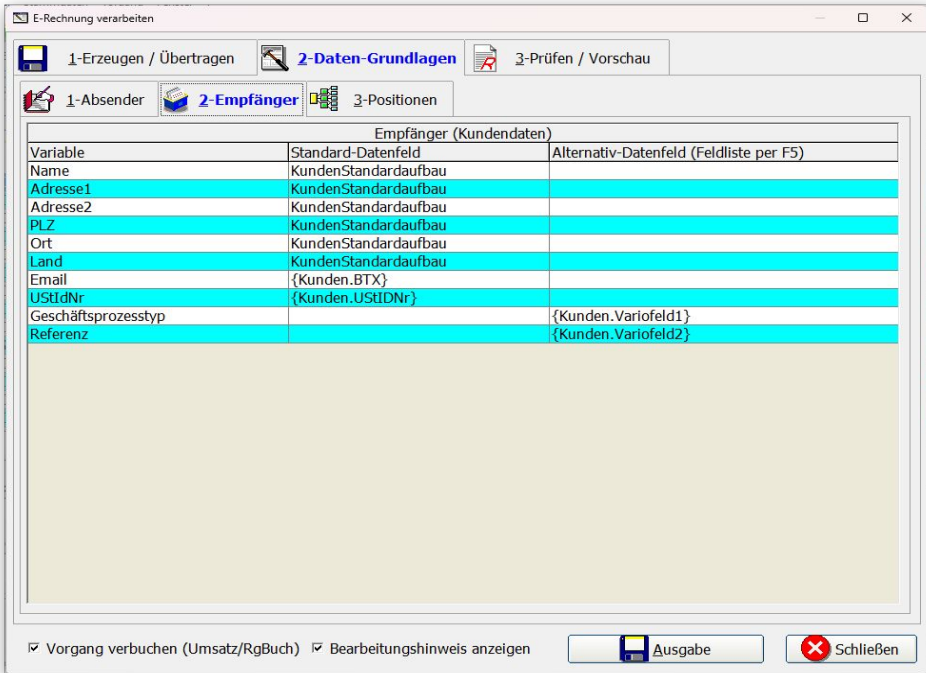 E-Rechnung verarbeiten
1-Erzeugen / Übertragen 2-Daten-Grundlagen 3-Prüfen / Vorschau
1-Absender 2-Empfänger 3-Positionen
Empfänger (Kundendaten)
Variable Standard-Datenfeld Alternativ-Datenfeld (Feldliste per F5)
Name KundenStandardaufbau
Adresse1 KundenStandardaufbau
Adresse2 KundenStandardaufbau
PLZ KundenStandardaufbau
Ort KundenStandardaufbau
Land KundenStandardaufbau
Email {Kunden.BTX}
UStIdNr {Kunden.UStIDNr}
Geschäftsprozesstyp {Kunden.Variofeld1}
Referenz {Kunden.Variofeld2}
Vorgang verbuchen (Umsatz/RgBuch) Bearbeitungshinweis anzeigen Ausgabe Schließen